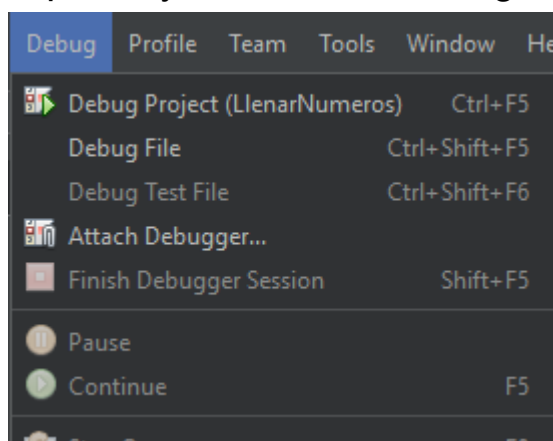 Debug Profile Team Tools Window He
Debug Project (LlenarNumeros) Ctrl+F5
Debug File Ctrl+Shift+F5
Debug Test File Ctrl+Shift+F6
Attach Debugger...
Finish Debugger Session Shift+F5
Pause
Continue F5